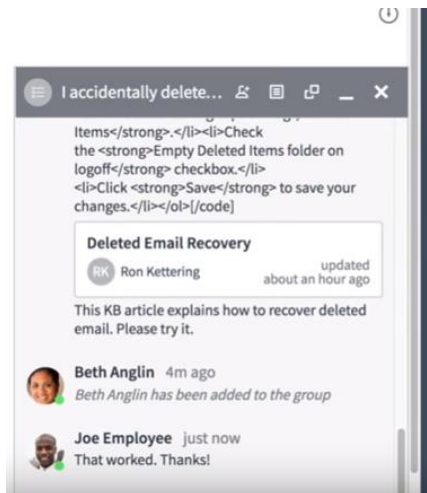 I accidentally delete...
Items</strong>.</li><li>Check
the <strong>Empty Deleted Items folder on
logoff</strong> checkbox.</li>
<li>Click <strong>Save</strong> to save your
changes.</li></ol>[/code]
Deleted Email Recovery
RK Ron Kettering
updated
about an hour ago
This KB article explains how to recover deleted
email. Please try it.
Beth Anglin 4m ago
Beth Anglin has been added to the group
Joe Employee just now
That worked. Thanks!